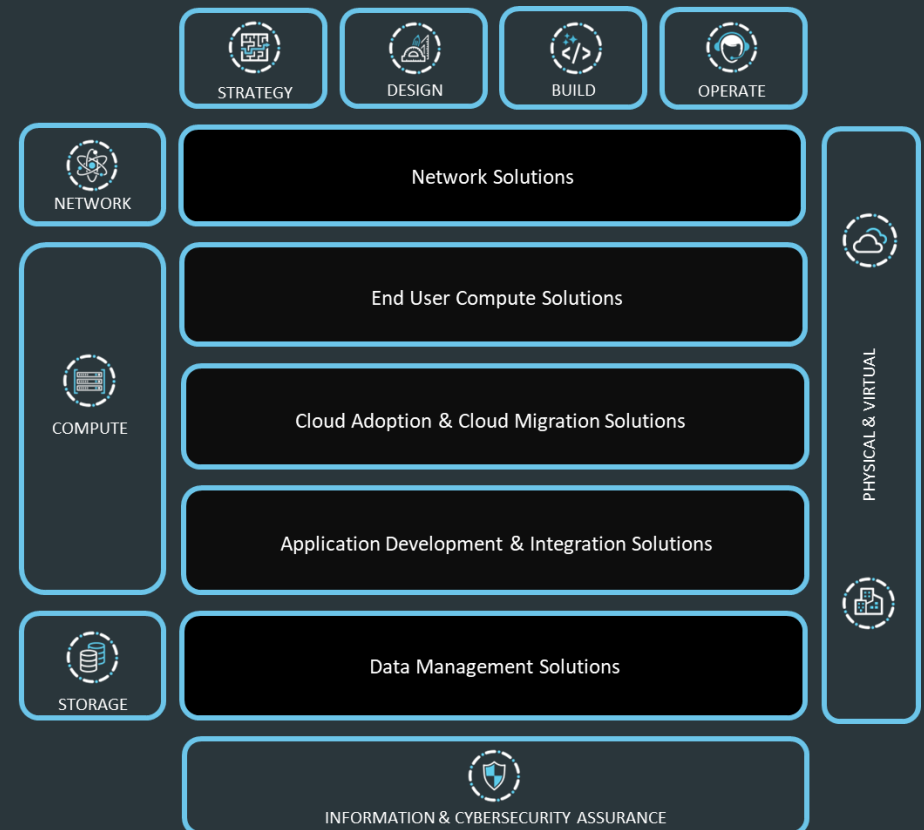 STRATEGY
DESIGN
BUILD
OPERATE
NETWORK
Network Solutions
End User Compute Solutions
COMPUTE
Cloud Adoption & Cloud Migration Solutions
Application Development & Integration Solutions
PHYSICAL & VIRTUAL
STORAGE
Data Management Solutions
INFORMATION & CYBERSECURITY ASSURANCE